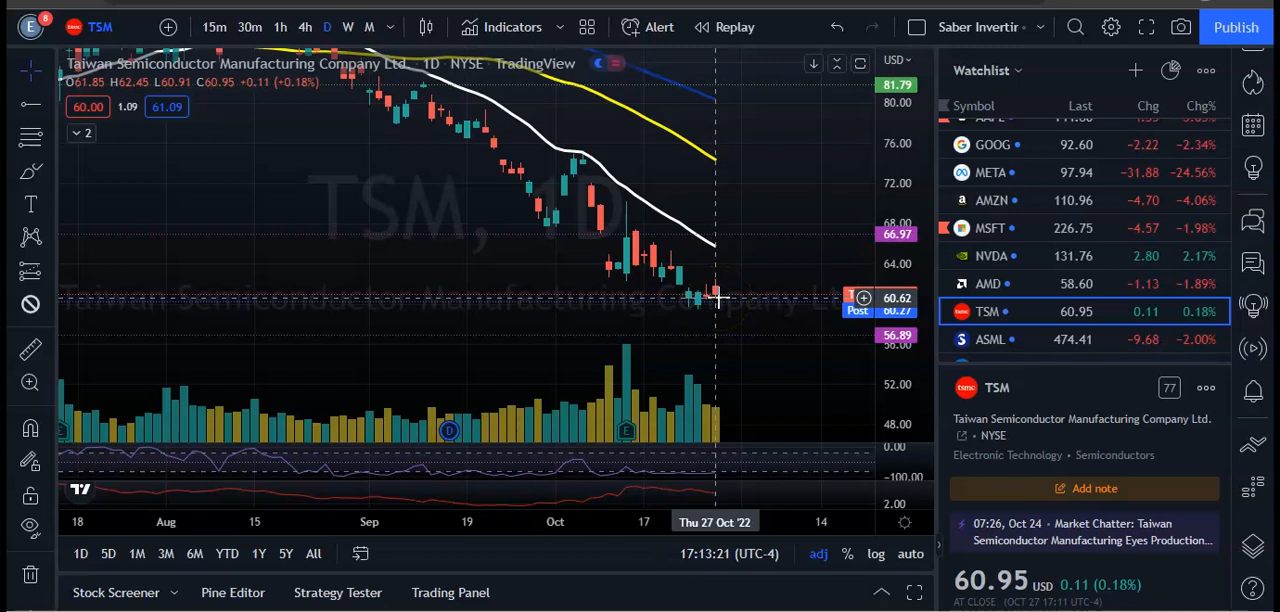 E 8 TSM 15m 30m 1h 4h D W M Indicators Alert Replay Saber Invertir Publish
Taiwan Semiconductor Manufacturing Company Ltd. · 1D · NYSE · TradingView
O61.85 H62.45 L60.91 C60.95 +0.11 (+0.18%)
60.00 1.09 61.09
2
TSM, 1D
Taiwan Semiconductor Manufacturing Company Ltd
USD
81.79
80.00
76.00
72.00
68.00
66.97
64.00
60.62
Post 60.27
56.89
56.00
52.00
48.00
0.00
-100.00
2.00
E D E
18 Aug 15 Sep 19 Oct 17 Thu 27 Oct '22 14
1D 5D 1M 3M 6M YTD 1Y 5Y All 17:13:21 (UTC-4) adj % log auto
Stock Screener Pine Editor Strategy Tester Trading Panel
Watchlist
Symbol Last Chg Chg%
GOOG 92.60 −2.22 −2.34%
META 97.94 −31.88 −24.56%
AMZN 110.96 −4.70 −4.06%
MSFT 226.75 −4.57 −1.98%
NVDA 131.76 2.80 2.17%
AMD 58.60 −1.13 −1.89%
TSM 60.95 0.11 0.18%
ASML 474.41 −9.68 −2.00%
tsmc TSM 77
Taiwan Semiconductor Manufacturing Company Ltd.
• NYSE
Electronic Technology • Semiconductors
Add note
07:26, Oct 24 • Market Chatter: Taiwan
Semiconductor Manufacturing Eyes Production...
60.95 USD 0.11 (0.18%)
AT CLOSE (OCT 27 17:11 UTC-4)